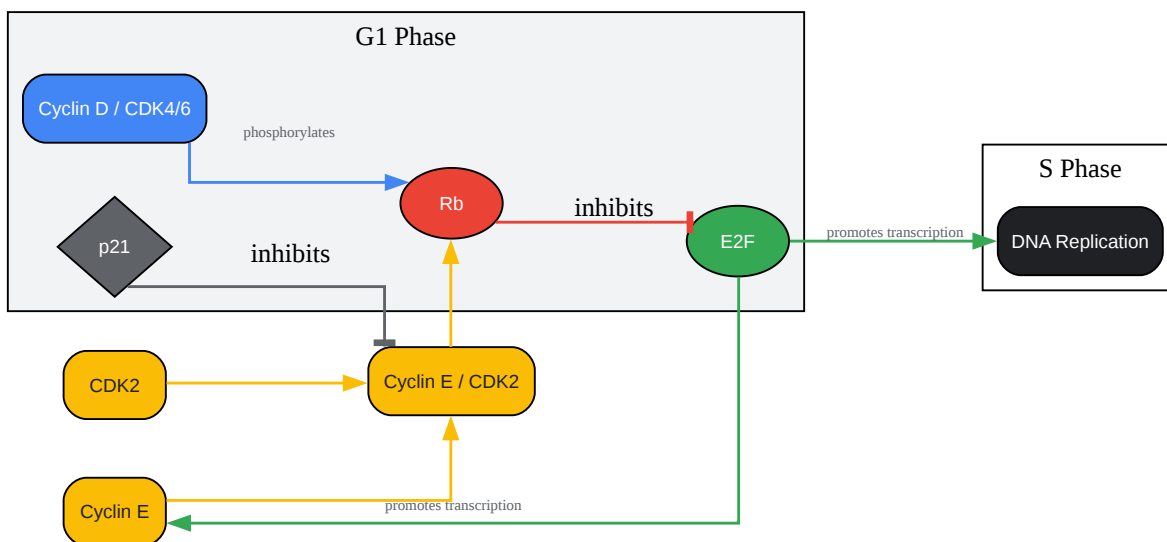 G1 Phase
Cyclin D / CDK4/6
phosphorylates
S Phase
Rb
inhibits
p21
inhibits
E2F
promotes transcription
DNA Replication
CDK2
Cyclin E / CDK2
Cyclin E
promotes transcription